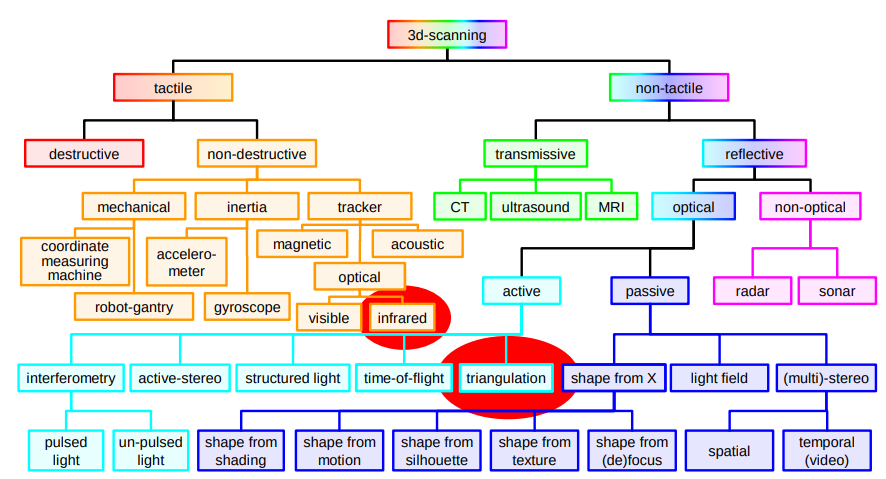 3d-scanning
tactile
non-tactile
destructive
non-destructive
transmissive
reflective
mechanical
inertia
tracker
CT
ultrasound
MRI
optical
non-optical
coordinate
measuring
machine
accelero-
meter
magnetic
acoustic
optical
robot-gantry
gyroscope
visible
infrared
active
passive
radar
sonar
interferometry
active-stereo
structured light
time-of-flight
triangulation
shape from X
light field
(multi)-stereo
pulsed
light
un-pulsed
light
shape from
shading
shape from
motion
shape from
silhouette
shape from
texture
shape from
(de)focus
spatial
temporal
(video)